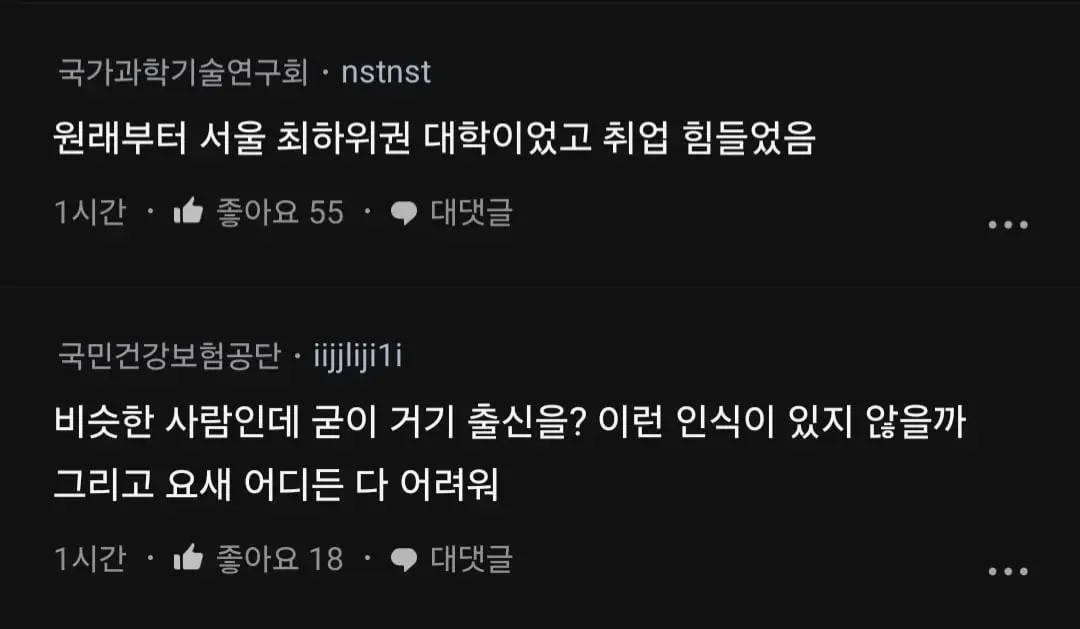 국가과학기술연구회 · nstnst
원래부터 서울 최하위권 대학이었고 취업 힘들었음
1시간 · 좋아요 55 · 대댓글
국민건강보험공단 · iijjliji1i
비슷한 사람인데 굳이 거기 출신을? 이런 인식이 있지 않을까
그리고 요새 어디든 다 어려워
1시간 · 좋아요 18 · 대댓글